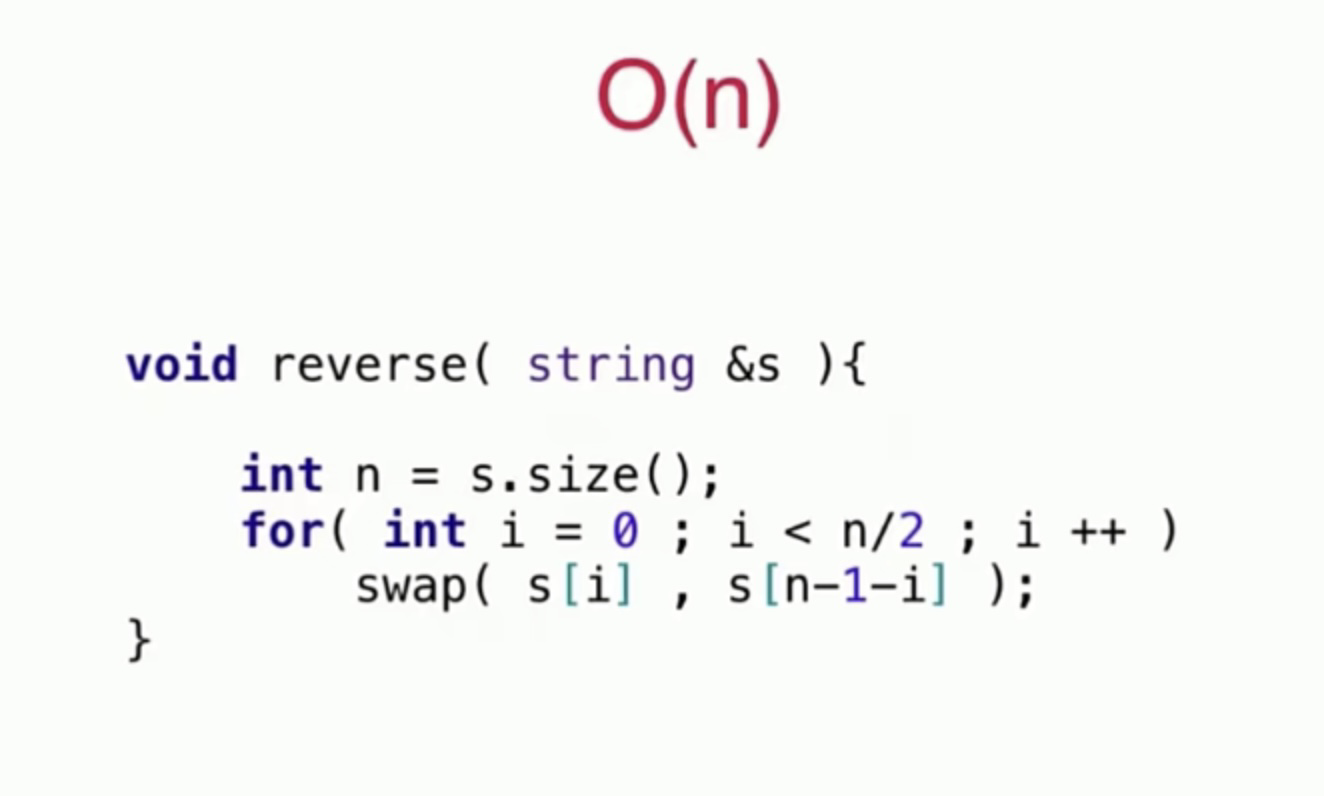 O(n)
void reverse( string &s ){
int n = s.size();
for( int i = 0 ; i < n/2 ; i ++ )
swap( s[i] , s[n-1-i] );
}